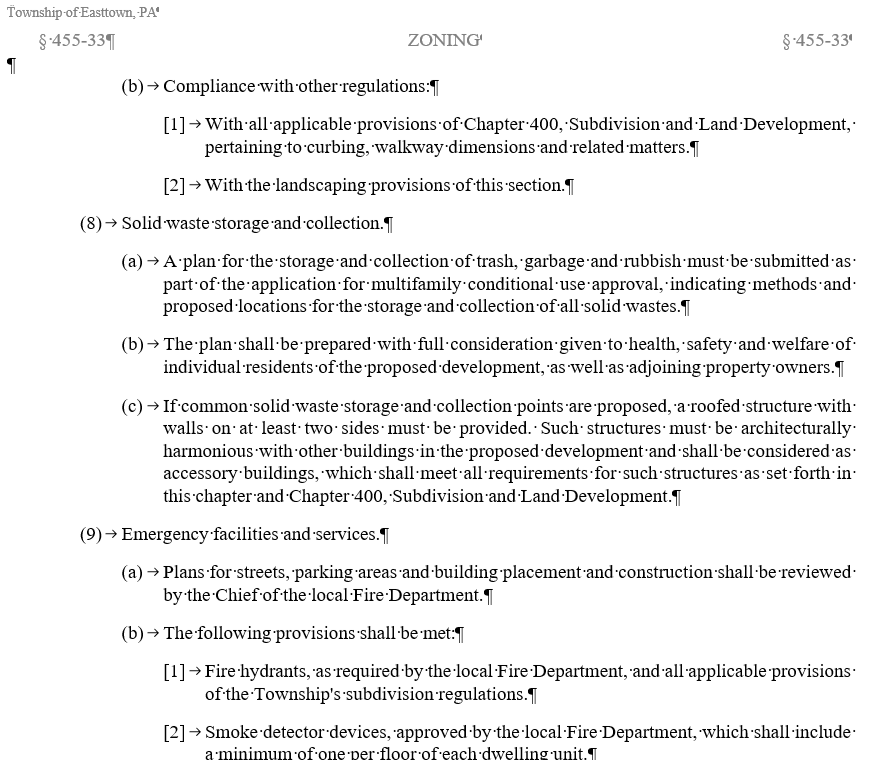 Township of Easttown, PA
§ 455-33¶ ZONING § 455-33
¶
(b) → Compliance with other regulations:¶
[1] → With all applicable provisions of Chapter 400, Subdivision and Land Development,
pertaining to curbing, walkway dimensions and related matters.¶
[2] → With the landscaping provisions of this section.¶
(8) → Solid waste storage and collection.¶
(a) → A plan for the storage and collection of trash, garbage and rubbish must be submitted as
part of the application for multifamily conditional use approval, indicating methods and
proposed locations for the storage and collection of all solid wastes.¶
(b) → The plan shall be prepared with full consideration given to health, safety and welfare of
individual residents of the proposed development, as well as adjoining property owners.¶
(c) → If common solid waste storage and collection points are proposed, a roofed structure with
walls on at least two sides must be provided. Such structures must be architecturally
harmonious with other buildings in the proposed development and shall be considered as
accessory buildings, which shall meet all requirements for such structures as set forth in
this chapter and Chapter 400, Subdivision and Land Development.¶
(9) → Emergency facilities and services.¶
(a) → Plans for streets, parking areas and building placement and construction shall be reviewed
by the Chief of the local Fire Department.¶
(b) → The following provisions shall be met:¶
[1] → Fire hydrants, as required by the local Fire Department, and all applicable provisions
of the Township's subdivision regulations.¶
[2] → Smoke detector devices, approved by the local Fire Department, which shall include
a minimum of one per floor of each dwelling unit.¶